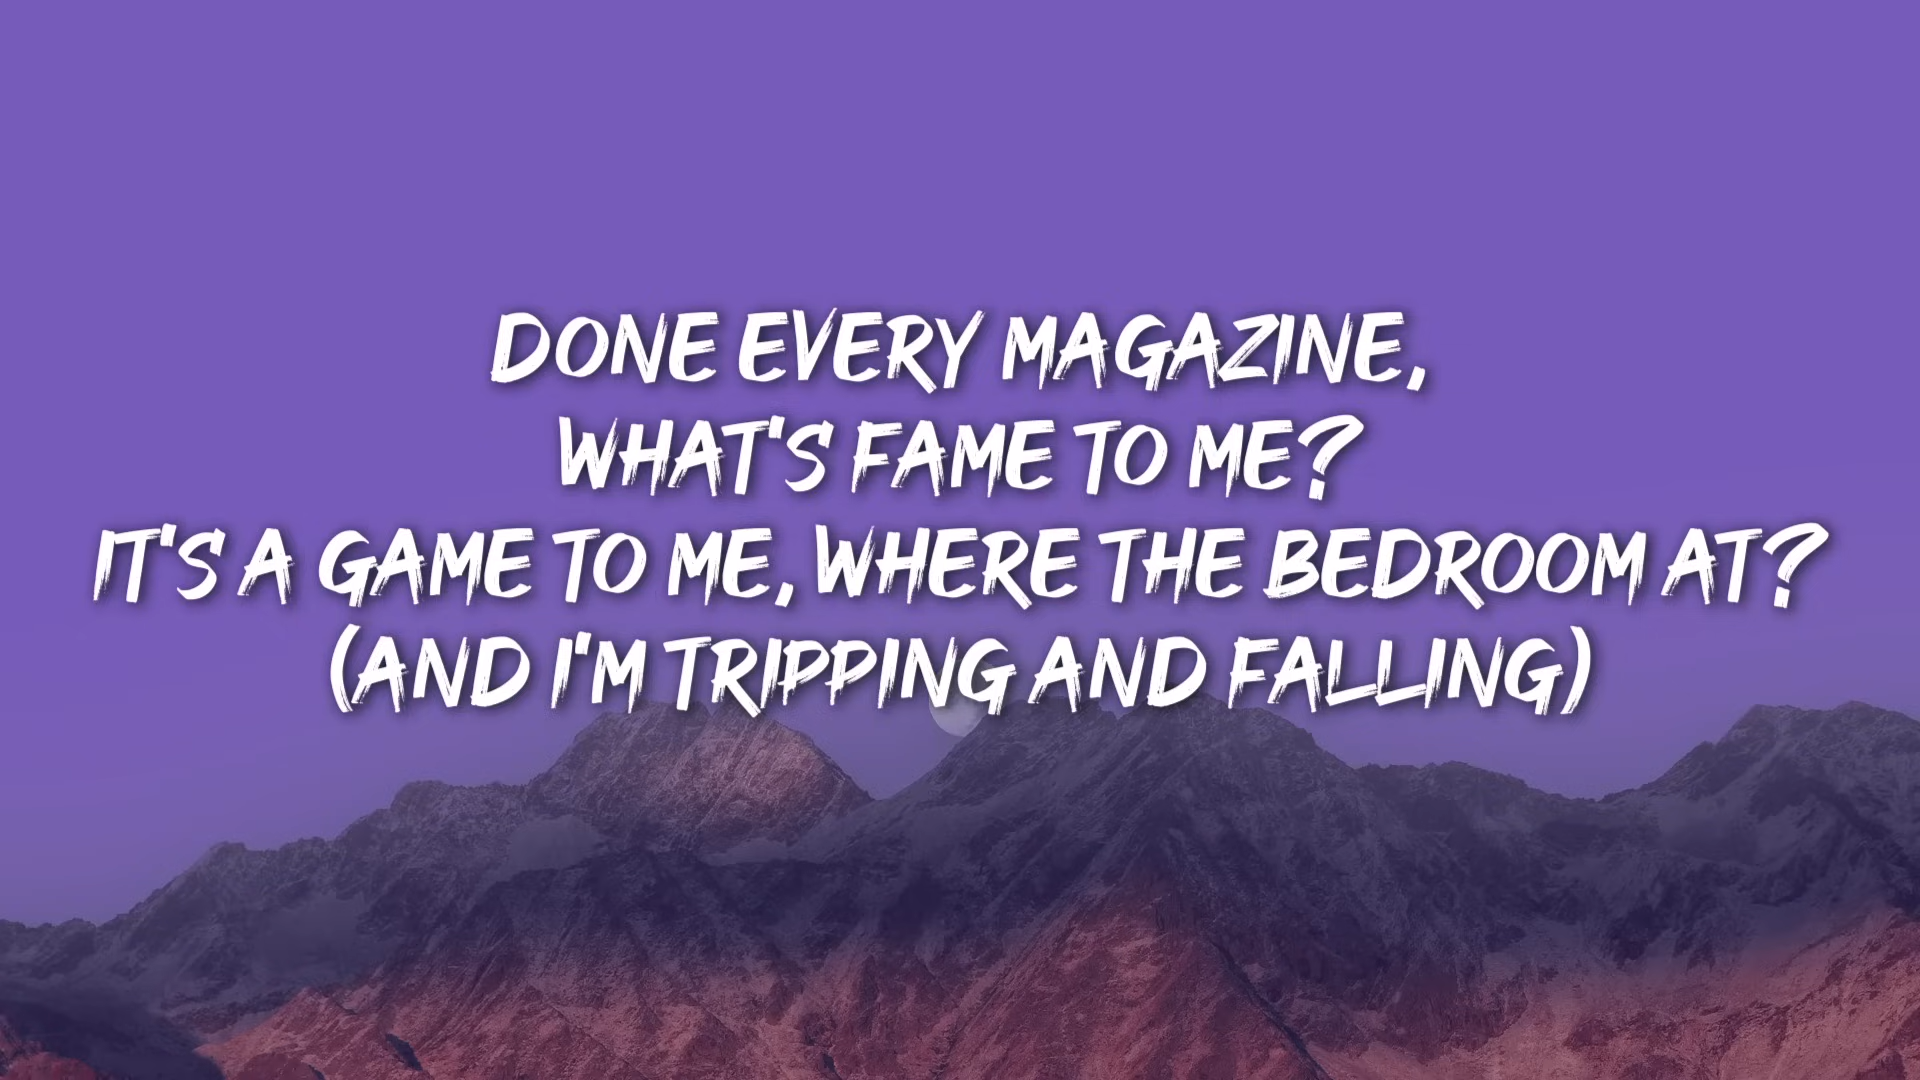 DONE EVERY MAGAZINE,
WHAT'S FAME TO ME?
IT'S A GAME TO ME, WHERE THE BEDROOM AT?
(AND I'M TRIPPING AND FALLING)